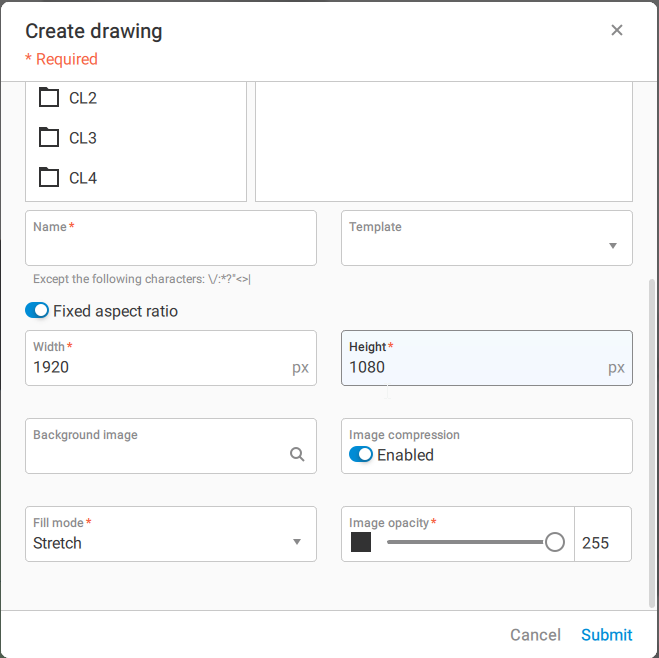 Create drawing
* Required
CL2
CL3
CL4
Name*
Template
Except the following characters: \/:*?"<>|
Fixed aspect ratio
Width* Height*
1920 px 1080 px
Background image Image compression
Enabled
Fill mode* Image opacity*
Stretch 255
Cancel Submit